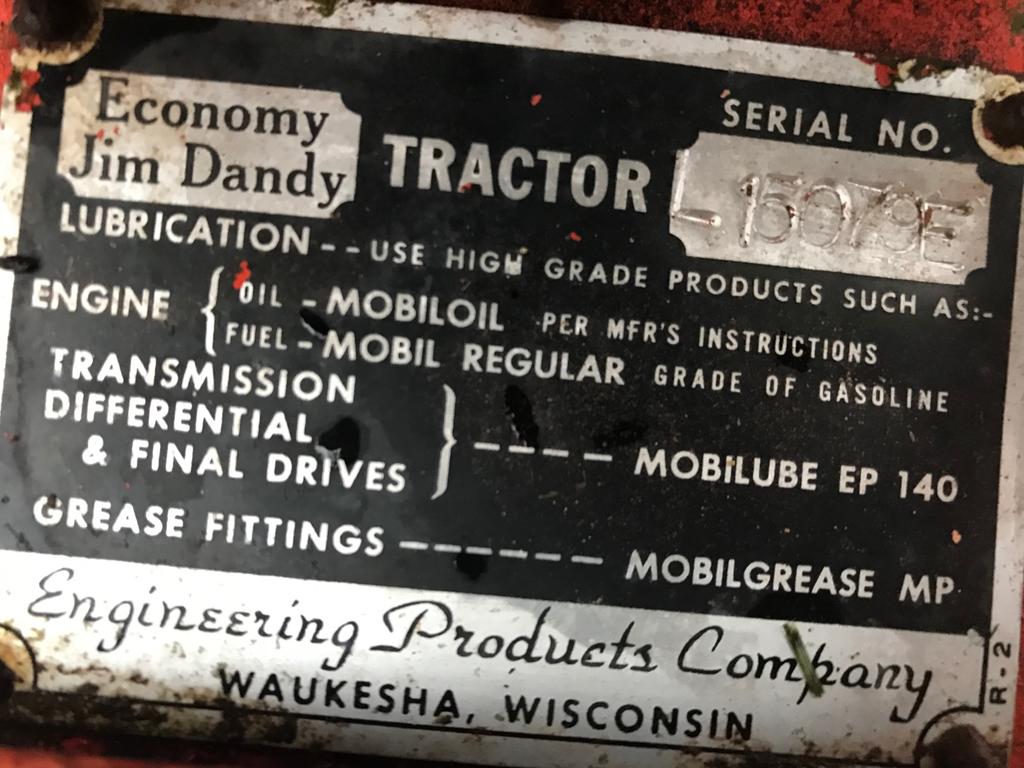 SERIAL NO.
Economy
Jim Dandy
TRACTOR
L-15079E
LUBRICATION -- USE HIGH GRADE PRODUCTS SUCH AS:-
ENGINE { OIL - MOBILOIL PER MFR'S INSTRUCTIONS
FUEL - MOBIL REGULAR GRADE OF GASOLINE
TRANSMISSION
DIFFERENTIAL
& FINAL DRIVES } ---- MOBILUBE EP 140
GREASE FITTINGS ------ MOBILGREASE MP
Engineering Products Company
WAUKESHA, WISCONSIN
R-2